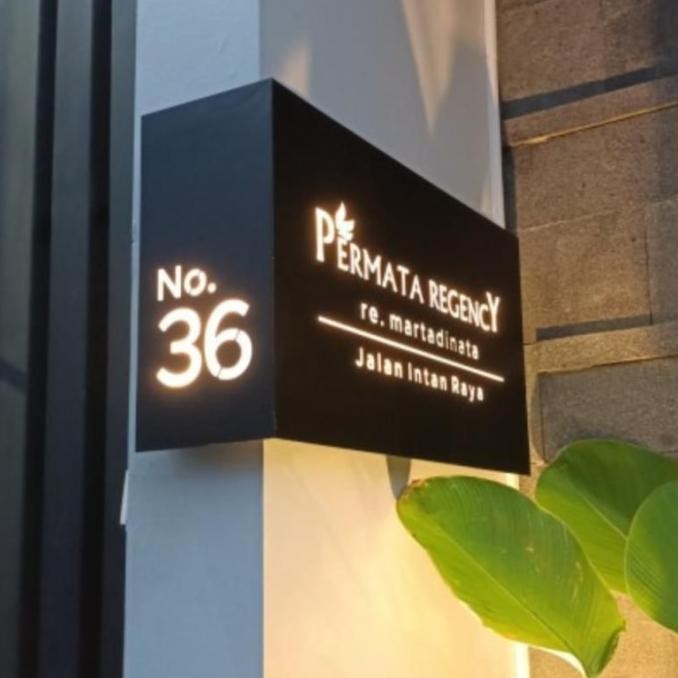 No.
36
PERMATA REGENCY
re. martadinata
Jalan Intan Raya